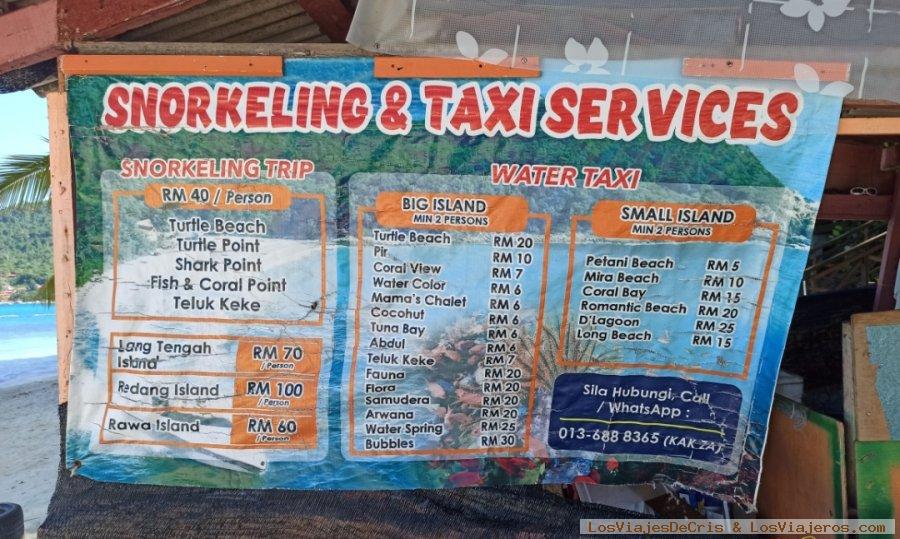 SNORKELING & TAXI SERVICES
SNORKELING TRIP
RM 40 / Person
Turtle Beach
Turtle Point
Shark Point
Fish & Coral Point
Teluk Keke
Lang Tengah Island RM 70 / Person
Redang Island RM 100 / Person
Rawa Island RM 60 / Person
WATER TAXI
BIG ISLAND
MIN 2 PERSONS
Turtle Beach RM 20
Pir RM 10
Coral View RM 7
Water Color RM 6
Mama's Chalet RM 6
Cocohut RM 6
Tuna Bay RM 6
Abdul RM 6
Teluk Keke RM 7
Fauna RM 20
Flora RM 20
Samudera RM 20
Arwana RM 20
Water Spring RM 25
Bubbles RM 30
SMALL ISLAND
MIN 2 PERSONS
Petani Beach RM 5
Mira Beach RM 10
Coral Bay RM 15
Romantic Beach RM 20
D'Lagoon RM 25
Long Beach RM 15
Sila Hubungi, Call
/ WhatsApp :
013-688 8365 (KAK ZA)
LosViajesDeCris & LosViajeros.com